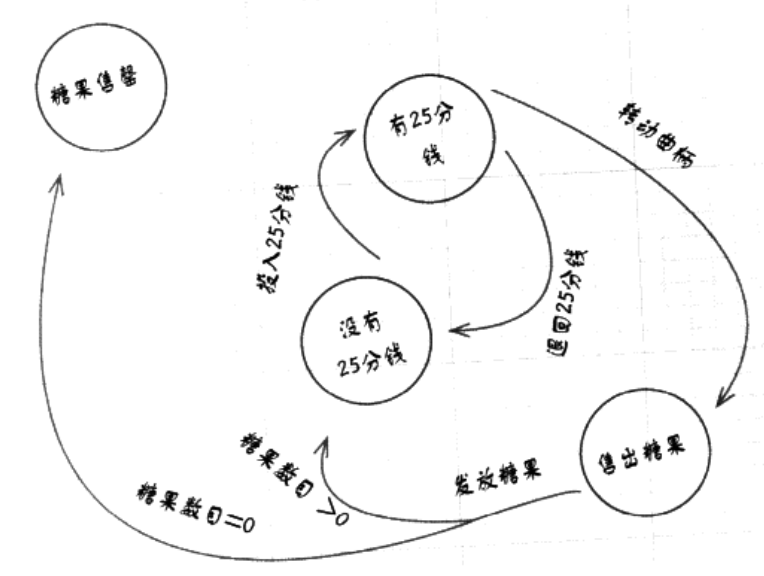 糖果售罄
有25分
钱
转动曲柄
投入25分钱
退回25分钱
没有
25分钱
售出糖果
发放糖果
糖果数目
>0
糖果数目=0